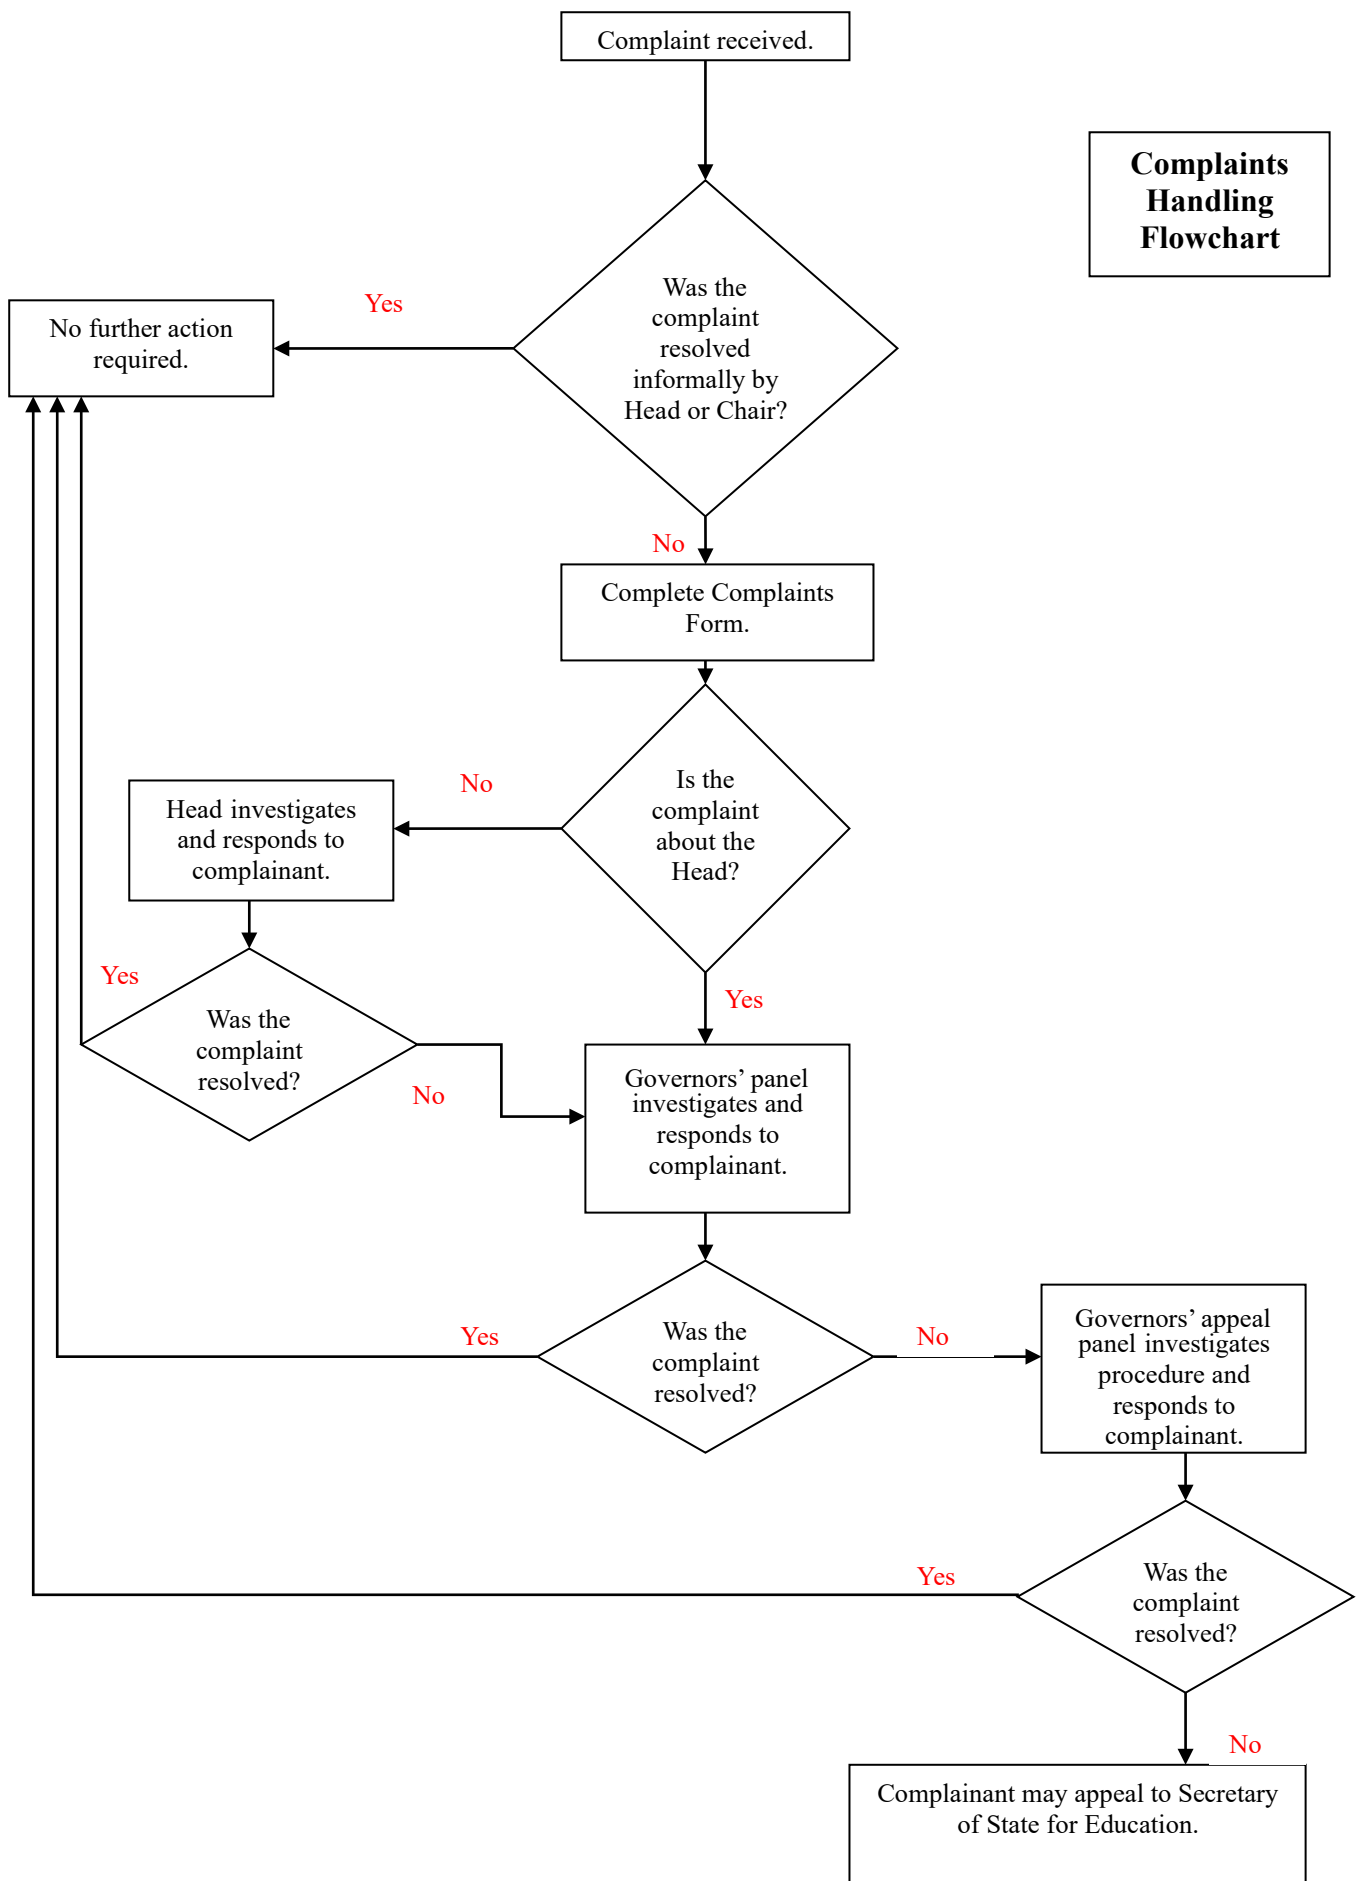 Complaint received.
Complaints
Handling
Flowchart
Was the
complaint
resolved
informally by
Head or Chair?
Yes
No further action
required.
No
Complete Complaints
Form.
Is the
complaint
about the
Head?
No
Head investigates
and responds to
complainant.
Yes
Was the
complaint
resolved?
No
Yes
Governors’ panel
investigates and
responds to
complainant.
Was the
complaint
resolved?
Yes
No
Governors’ appeal
panel investigates
procedure and
responds to
complainant.
Was the
complaint
resolved?
Yes
No
Complainant may appeal to Secretary
of State for Education.